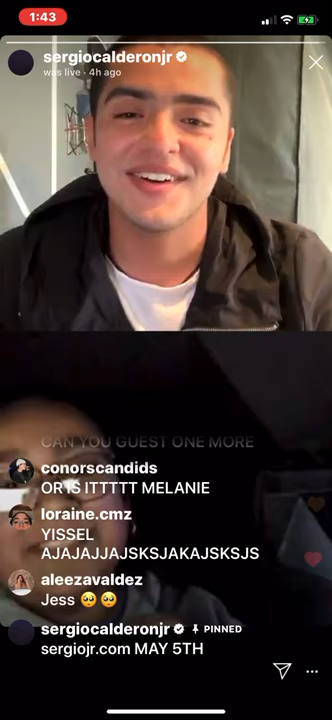 1:43
sergiocalderonjr
was live · 4h ago
CAN YOU GUEST ONE MORE
conorscandids
OR IS ITTTTT MELANIE
loraine.cmz
YISSEL
AJAJAJJAJSKSJAKAJSKSJS
aleezavaldez
Jess 🥺🥺
sergiocalderonjr PINNED
sergiojr.com MAY 5TH